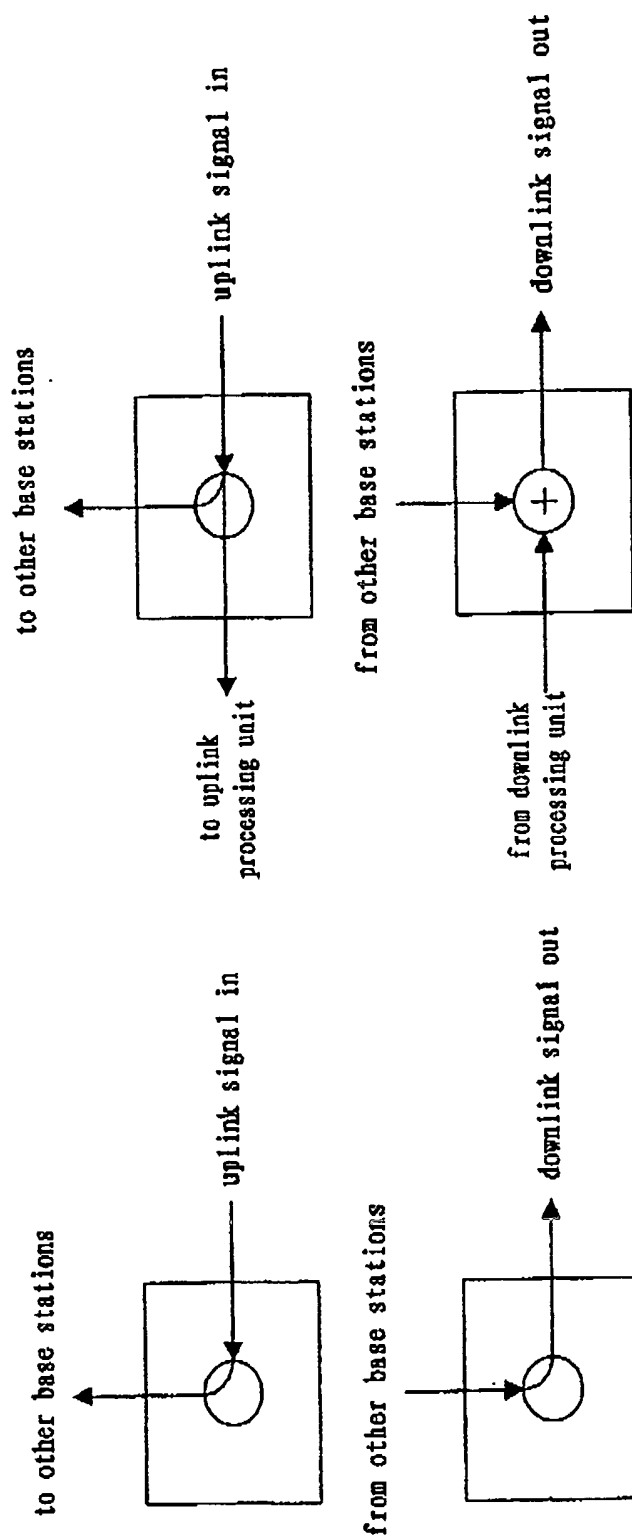 to other base stations
uplink signal in
from other base stations
downlink signal out
to other base stations
uplink signal in
to uplink
processing unit
from other base stations
from downlink
processing unit
downlink signal out